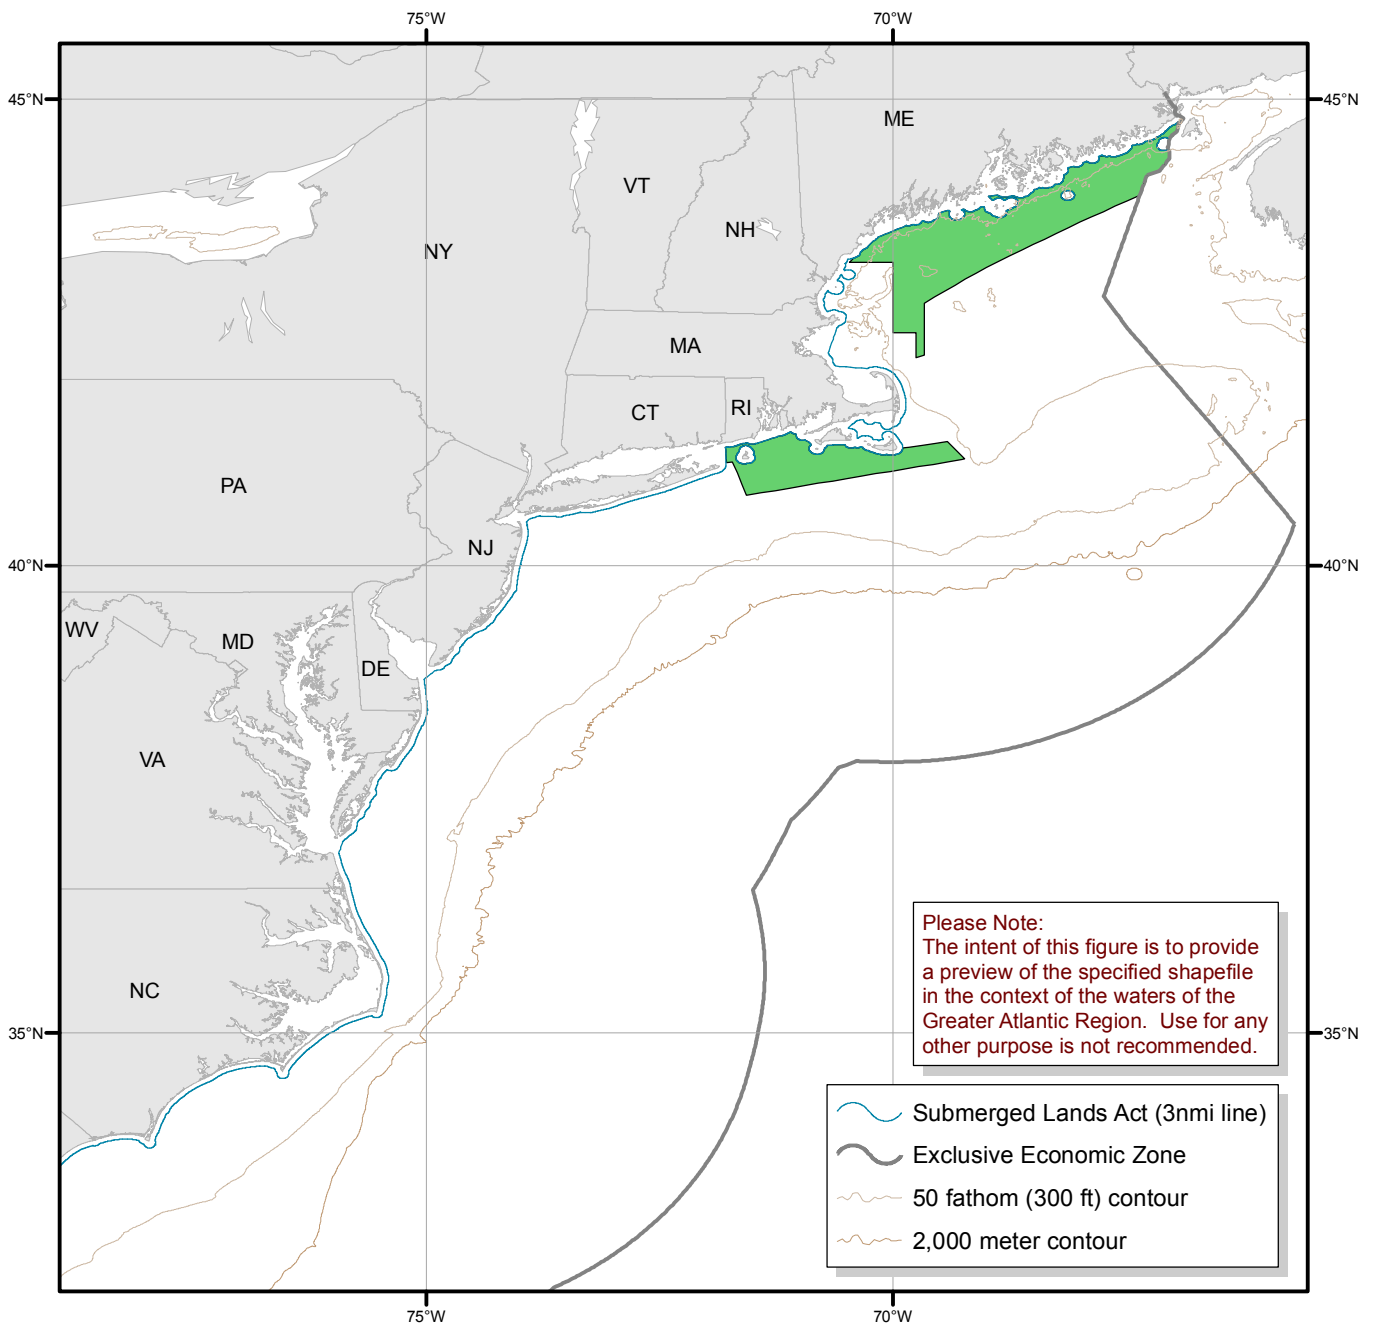 75°W
70°W
45°N
45°N
ME
VT
NH
NY
MA
CT
RI
PA
NJ
40°N
40°N
WV
MD
DE
VA
NC
35°N
35°N
Please Note:
The intent of this figure is to provide
a preview of the specified shapefile
in the context of the waters of the
Greater Atlantic Region. Use for any
other purpose is not recommended.
Submerged Lands Act (3nmi line)
Exclusive Economic Zone
50 fathom (300 ft) contour
2,000 meter contour
75°W
70°W